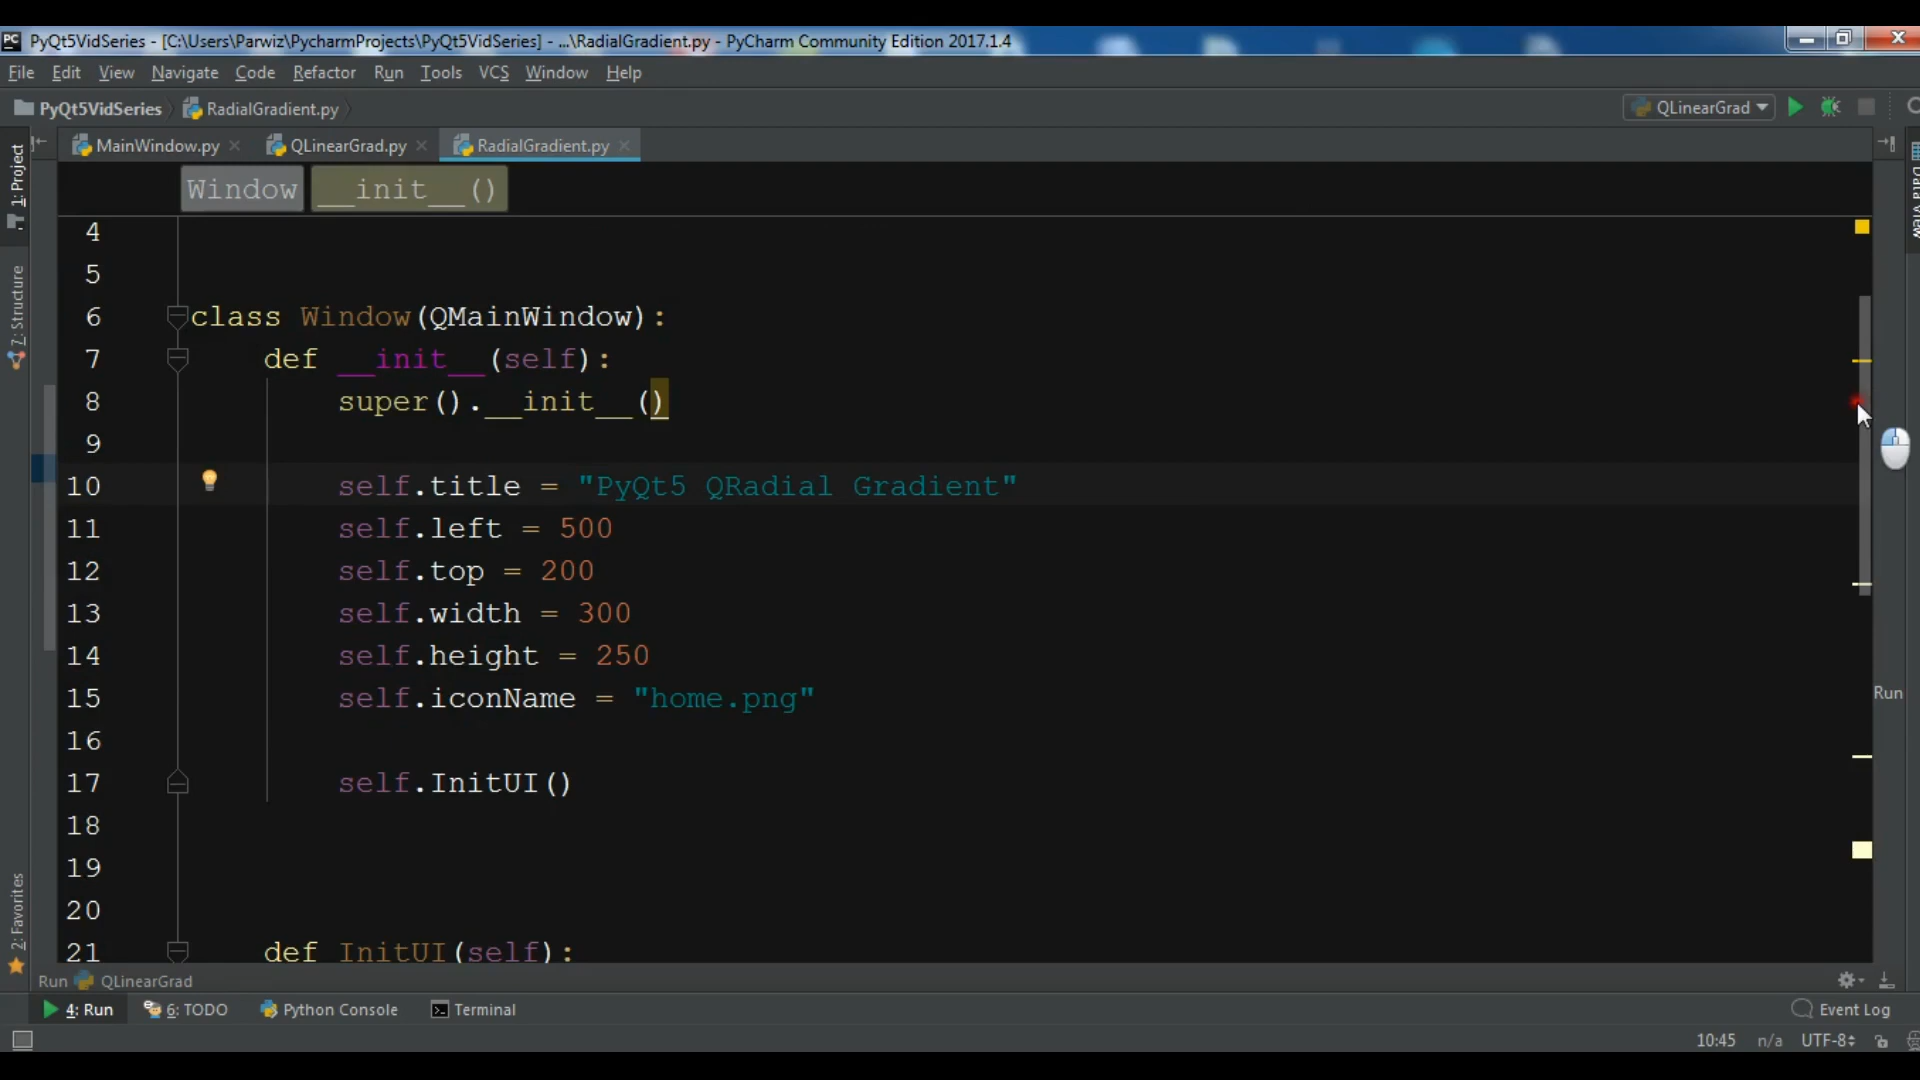 PC PyQt5VidSeries - [C:\Users\Parwiz\PycharmProjects\PyQt5VidSeries] - ...\RadialGradient.py - PyCharm Community Edition 2017.1.4
File Edit View Navigate Code Refactor Run Tools VCS Window Help
PyQt5VidSeries RadialGradient.py QLinearGrad
MainWindow.py QLinearGrad.py RadialGradient.py
Window __init__()
1: Project
7: Structure
2: Favorites
Data View
4
5
6 class Window(QMainWindow):
7 def __init__(self):
8 super().__init__()
9
10 self.title = "PyQt5 QRadial Gradient"
11 self.left = 500
12 self.top = 200
13 self.width = 300
14 self.height = 250
15 self.iconName = "home.png"
16
17 self.InitUI()
18
19
20
21 def InitUI(self):
Run
Run QLinearGrad
4: Run 6: TODO Python Console Terminal Event Log
10:45 n/a UTF-8